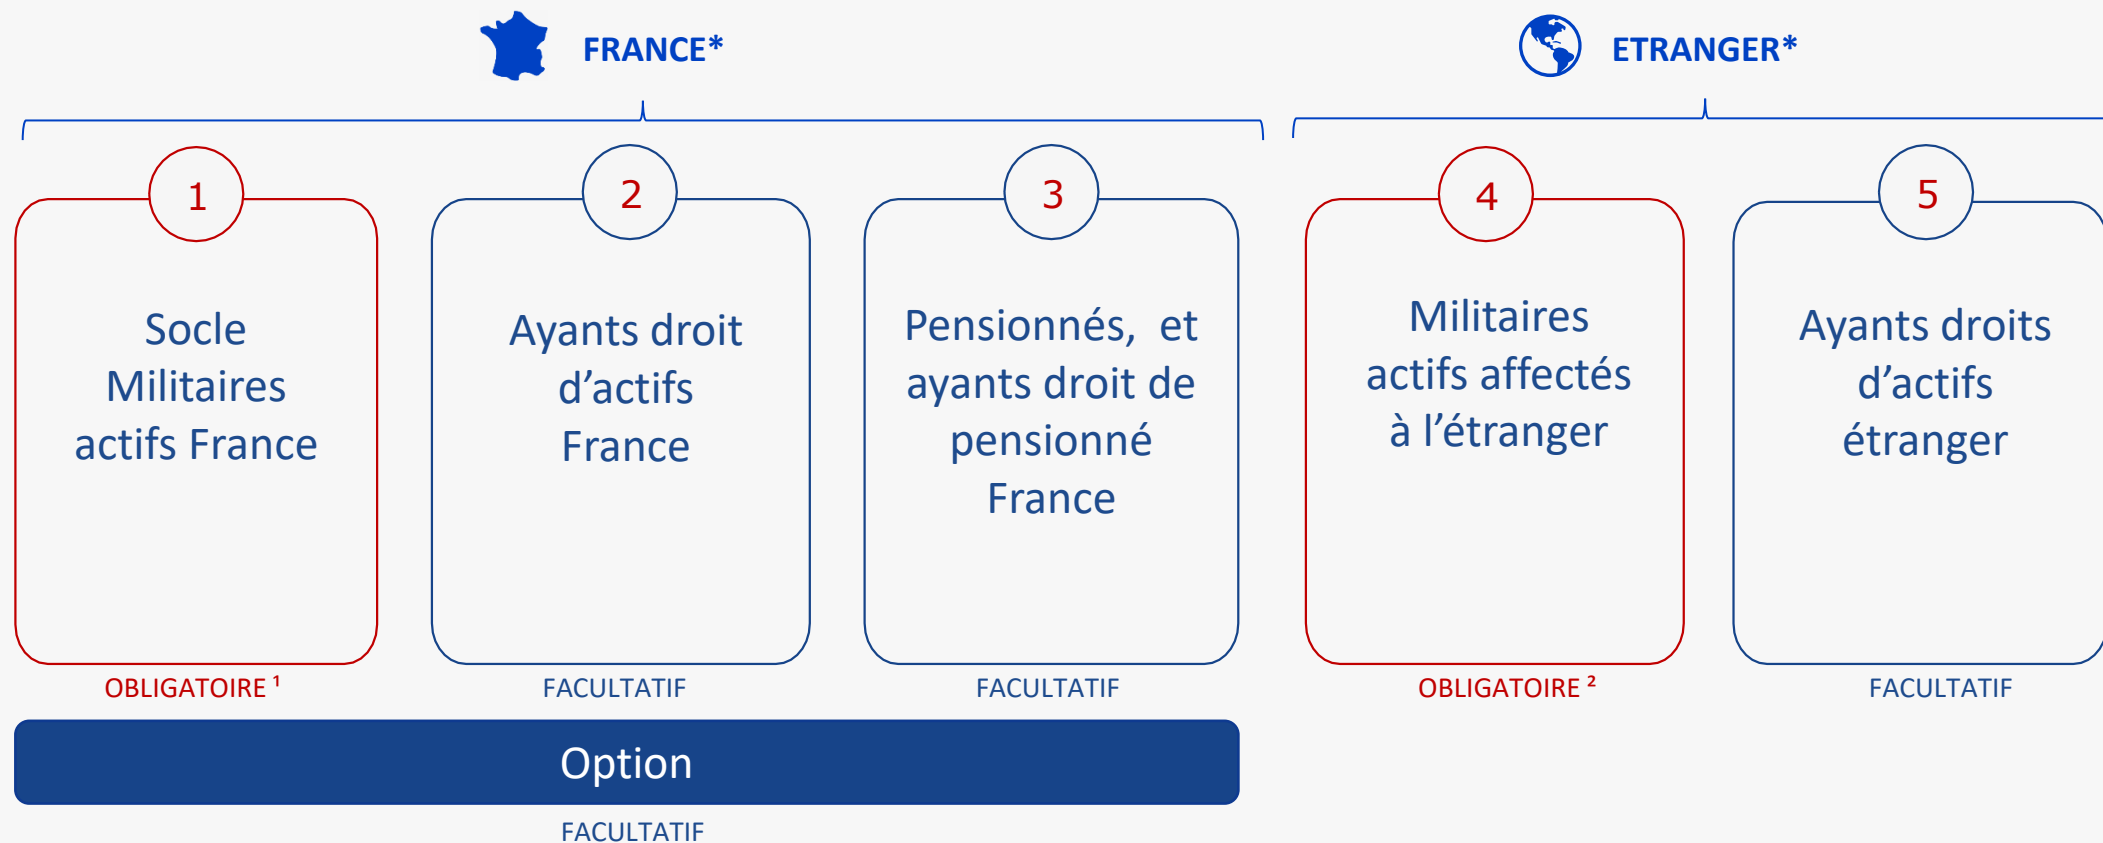 FRANCE*
ETRANGER*
1
Socle
Militaires
actifs France
OBLIGATOIRE ¹
2
Ayants droit
d’actifs
France
FACULTATIF
3
Pensionnés,  et
ayants droit de
pensionné
France
FACULTATIF
4
Militaires
actifs affectés
à l’étranger
OBLIGATOIRE ²
5
Ayants droits
d’actifs
étranger
FACULTATIF
Option
FACULTATIF